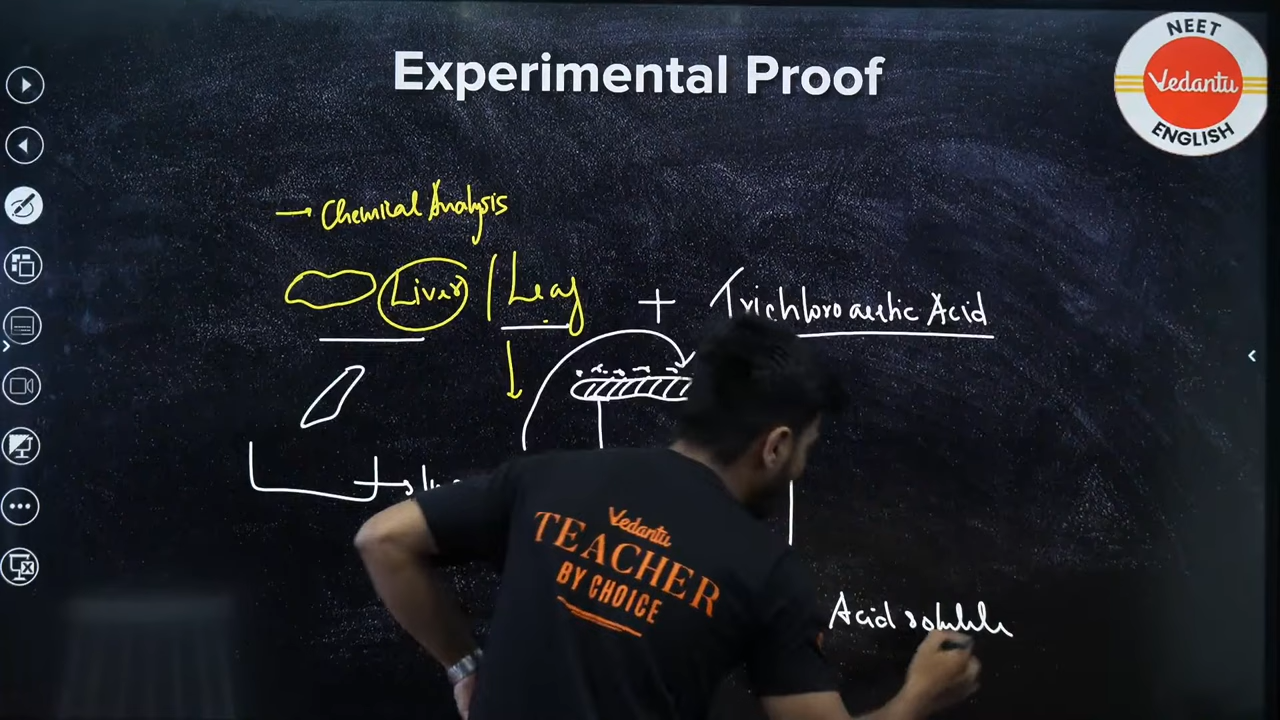 Experimental Proof
NEET
Vedantu
ENGLISH
→ Chemical Analysis
Liver / Leaf + Trichloroacetic Acid
Vedantu
TEACHER
BY CHOICE
Acid soluble